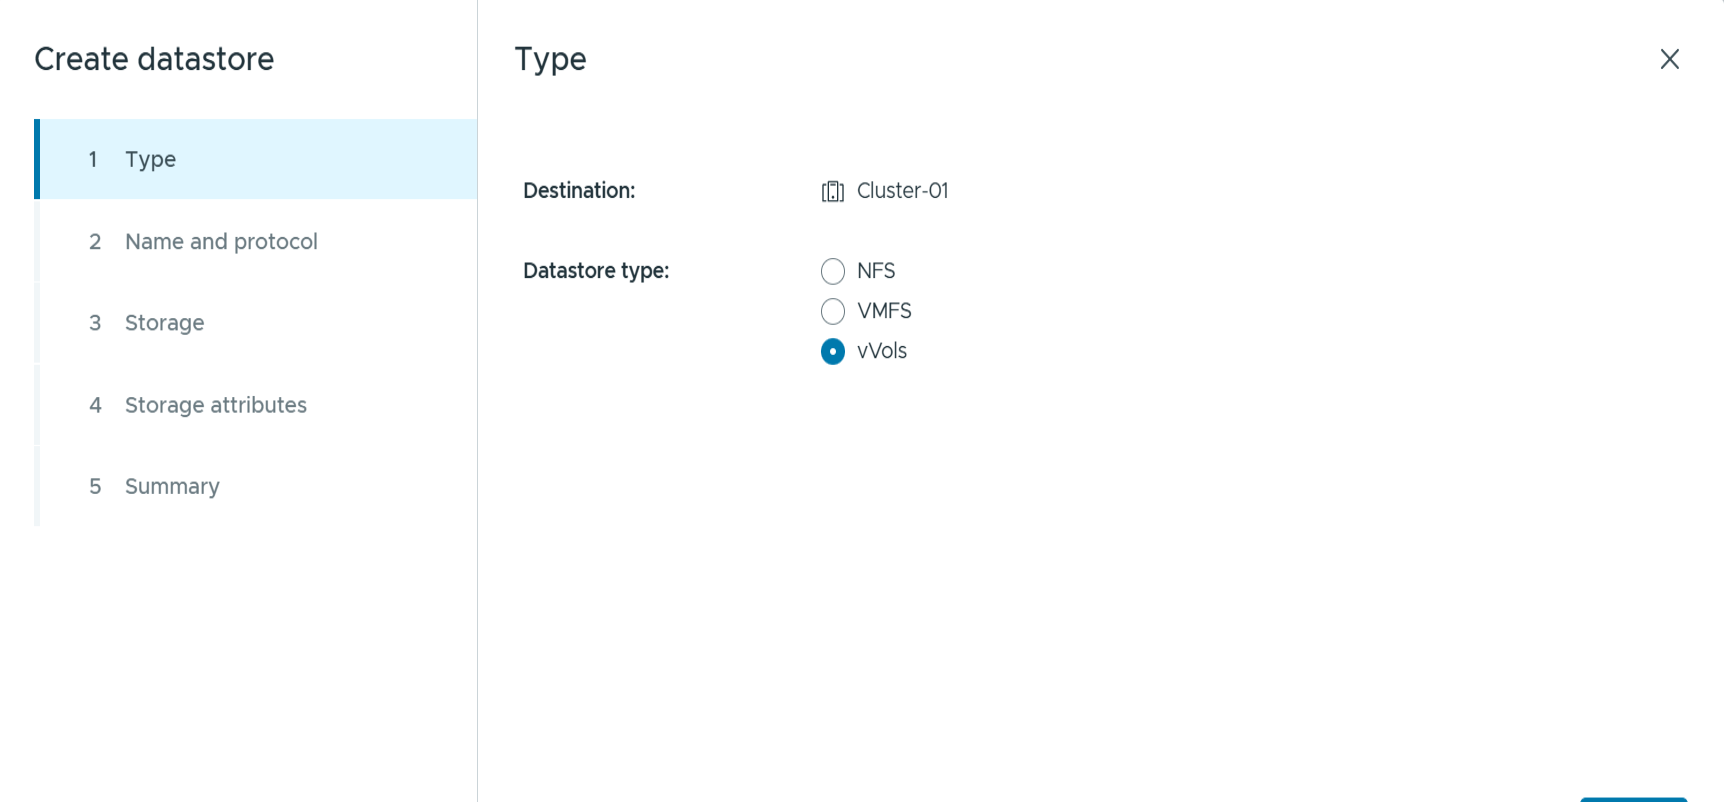 Create datastore
1 Type
2 Name and protocol
3 Storage
4 Storage attributes
5 Summary
Type
Destination: Cluster-01
Datastore type: NFS
VMFS
vVols